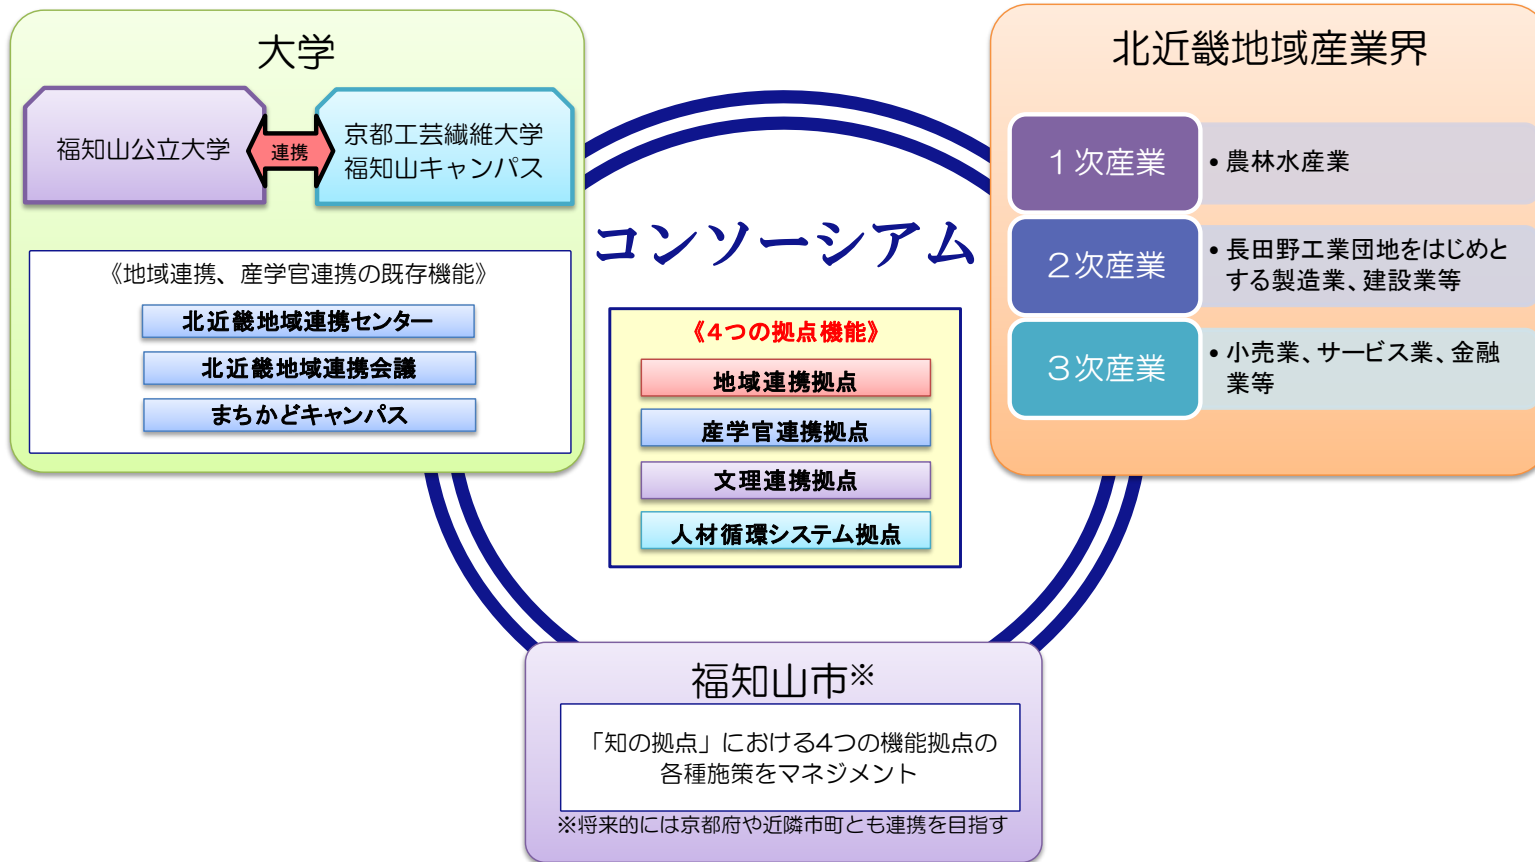 大学
福知山公立大学
連携
京都工芸繊維大学
福知山キャンパス
《地域連携、産学官連携の既存機能》
北近畿地域連携センター
北近畿地域連携会議
まちかどキャンパス
コンソーシアム
《4つの拠点機能》
地域連携拠点
産学官連携拠点
文理連携拠点
人材循環システム拠点
北近畿地域産業界
1次産業
• 農林水産業
2次産業
• 長田野工業団地をはじめと
する製造業、建設業等
3次産業
• 小売業、サービス業、金融
業等
福知山市※
「知の拠点」における4つの機能拠点の
各種施策をマネジメント
※将来的には京都府や近隣市町とも連携を目指す